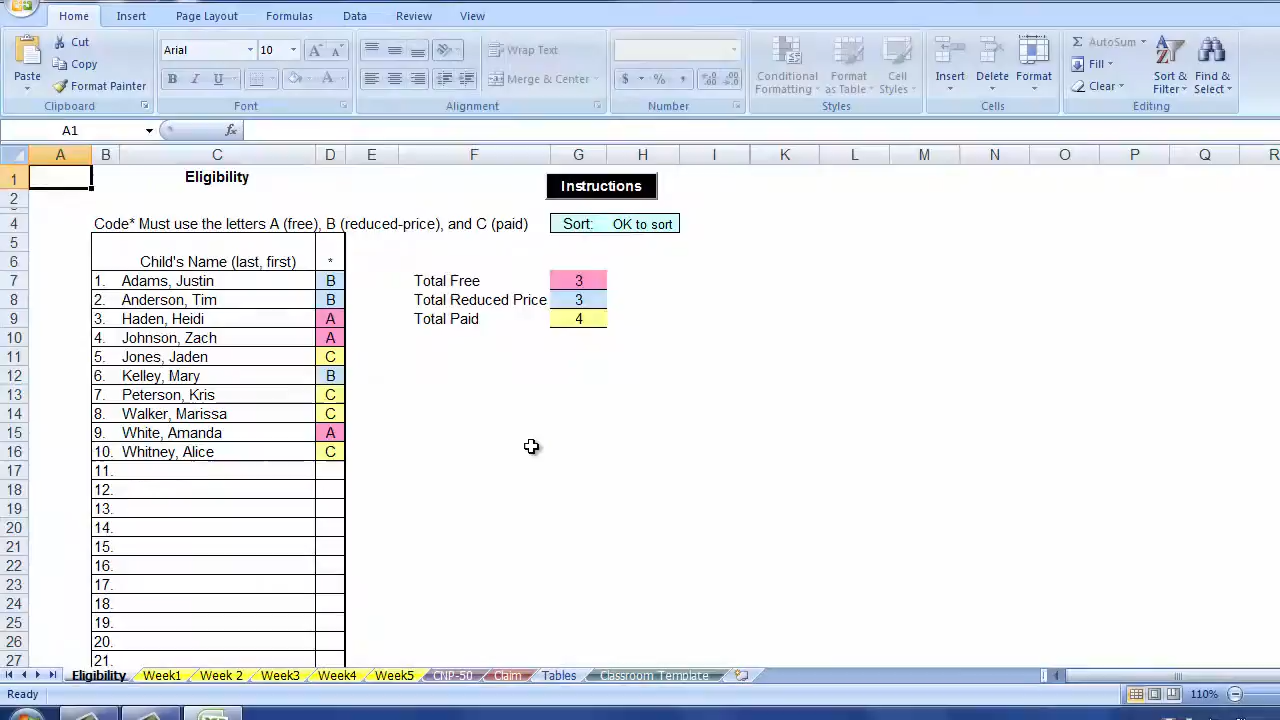 Home Insert Page Layout Formulas Data Review View
Paste Cut Copy Format Painter
Arial 10
Wrap Text
Merge & Center
$ % ,
Conditional Formatting Format as Table Cell Styles
Insert Delete Format
AutoSum Fill Clear
Sort & Filter Find & Select
Clipboard Font Alignment Number Styles Cells Editing
A1 fx
A B C D E F G H I J K L M N O P Q R
1 Eligibility Instructions
2
4 Code* Must use the letters A (free), B (reduced-price), and C (paid) Sort: OK to sort
5
6 Child's Name (last, first) *
7 1. Adams, Justin B Total Free 3
8 2. Anderson, Tim B Total Reduced Price 3
9 3. Haden, Heidi A Total Paid 4
10 4. Johnson, Zach A
11 5. Jones, Jaden C
12 6. Kelley, Mary B
13 7. Peterson, Kris C
14 8. Walker, Marissa C
15 9. White, Amanda A
16 10. Whitney, Alice C
17 11.
18 12.
19 13.
20 14.
21 15.
22 16.
23 17.
24 18.
25 19.
26 20.
27 21.
Eligibility Week1 Week 2 Week3 Week4 Week5 CNP-50 Claim Tables Classroom Template
Ready 110%